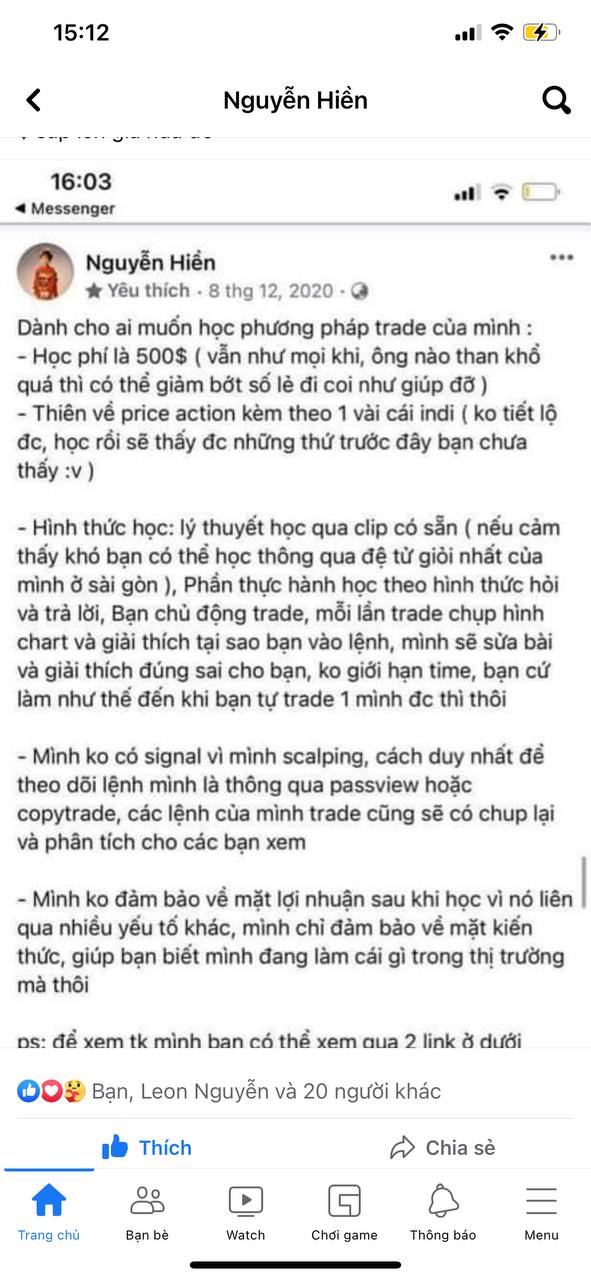 15:12
Nguyễn Hiền
16:03
Messenger
Nguyễn Hiền
Yêu thích · 8 thg 12, 2020 ·
Dành cho ai muốn học phương pháp trade của mình :
- Học phí là 500$ ( vẫn như mọi khi, ông nào than khổ
quá thì có thể giảm bớt số lẻ đi coi như giúp đỡ )
- Thiên về price action kèm theo 1 vài cái indi ( ko tiết lộ
đc, học rồi sẽ thấy đc những thứ trước đây bạn chưa
thấy :v )
- Hình thức học: lý thuyết học qua clip có sẵn ( nếu cảm
thấy khó bạn có thể học thông qua đệ tử giỏi nhất của
mình ở sài gòn ), Phần thực hành học theo hình thức hỏi
và trả lời, Bạn chủ động trade, mỗi lần trade chụp hình
chart và giải thích tại sao bạn vào lệnh, mình sẽ sửa bài
và giải thích đúng sai cho bạn, ko giới hạn time, bạn cứ
làm như thế đến khi bạn tự trade 1 mình đc thì thôi
- Mình ko có signal vì mình scalping, cách duy nhất để
theo dõi lệnh mình là thông qua passview hoặc
copytrade, các lệnh của mình trade cũng sẽ có chup lại
và phân tích cho các bạn xem
- Mình ko đảm bảo về mặt lợi nhuận sau khi học vì nó liên
qua nhiều yếu tố khác, mình chỉ đảm bảo về mặt kiến
thức, giúp bạn biết mình đang làm cái gì trong thị trường
mà thôi
ps: để xem tk mình bạn có thể xem qua 2 link ở dưới
Bạn, Leon Nguyễn và 20 người khác
Thích
Chia sẻ
Trang chủ
Bạn bè
Watch
Chơi game
Thông báo
Menu